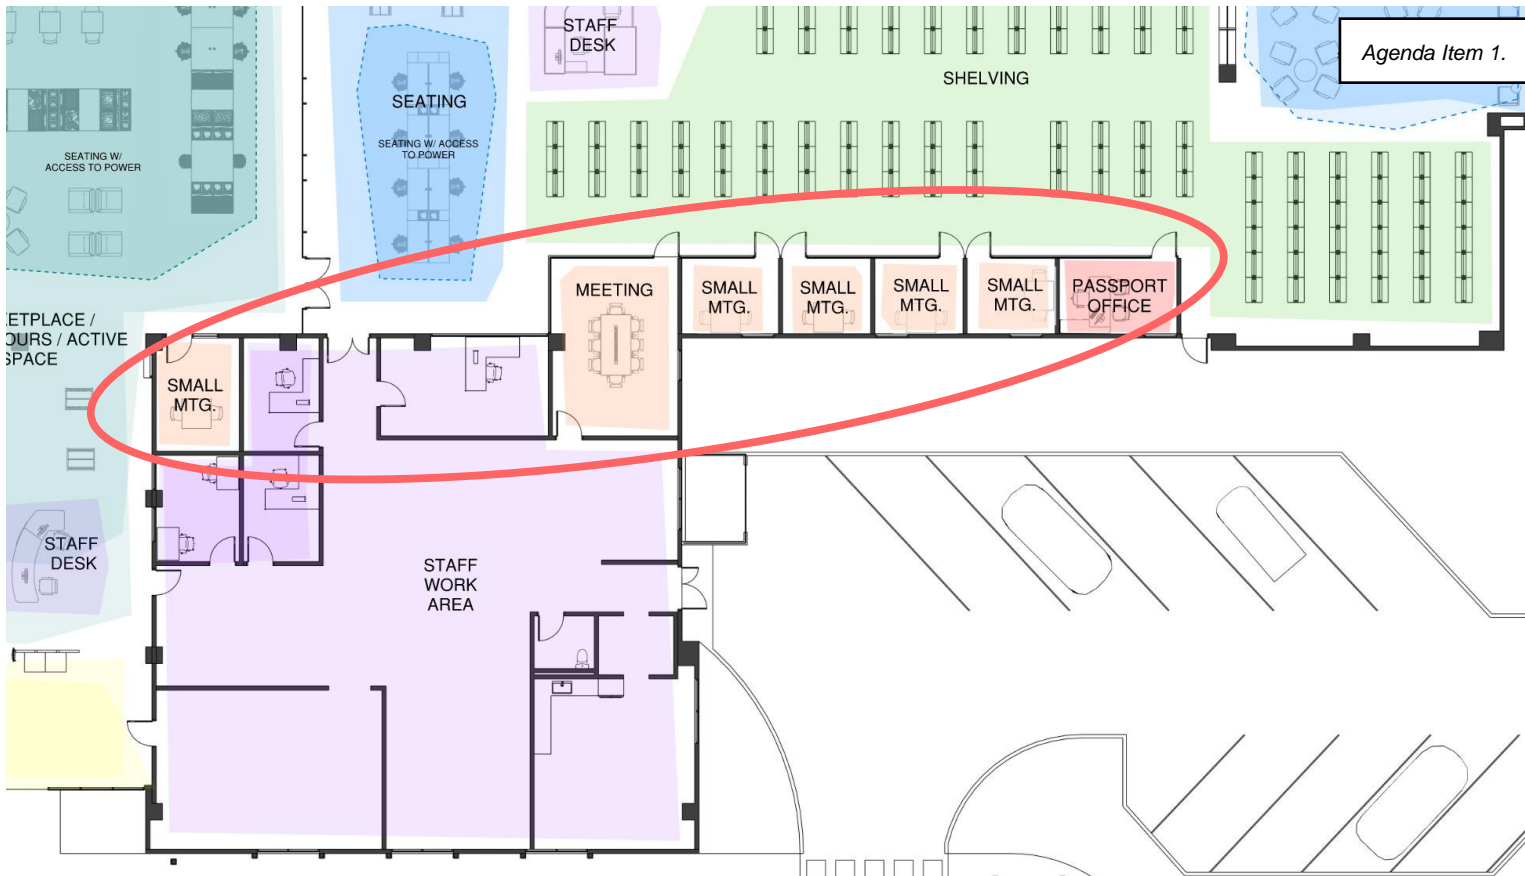 STAFF
DESK
Agenda Item 1.
SHELVING
SEATING
SEATING W/ ACCESS
TO POWER
SEATING W/
ACCESS TO POWER
MEETING
SMALL
MTG.
SMALL
MTG.
SMALL
MTG.
SMALL
MTG.
PASSPORT
OFFICE
ETPLACE /
OURS / ACTIVE
SPACE
SMALL
MTG.
STAFF
DESK
STAFF
WORK
AREA